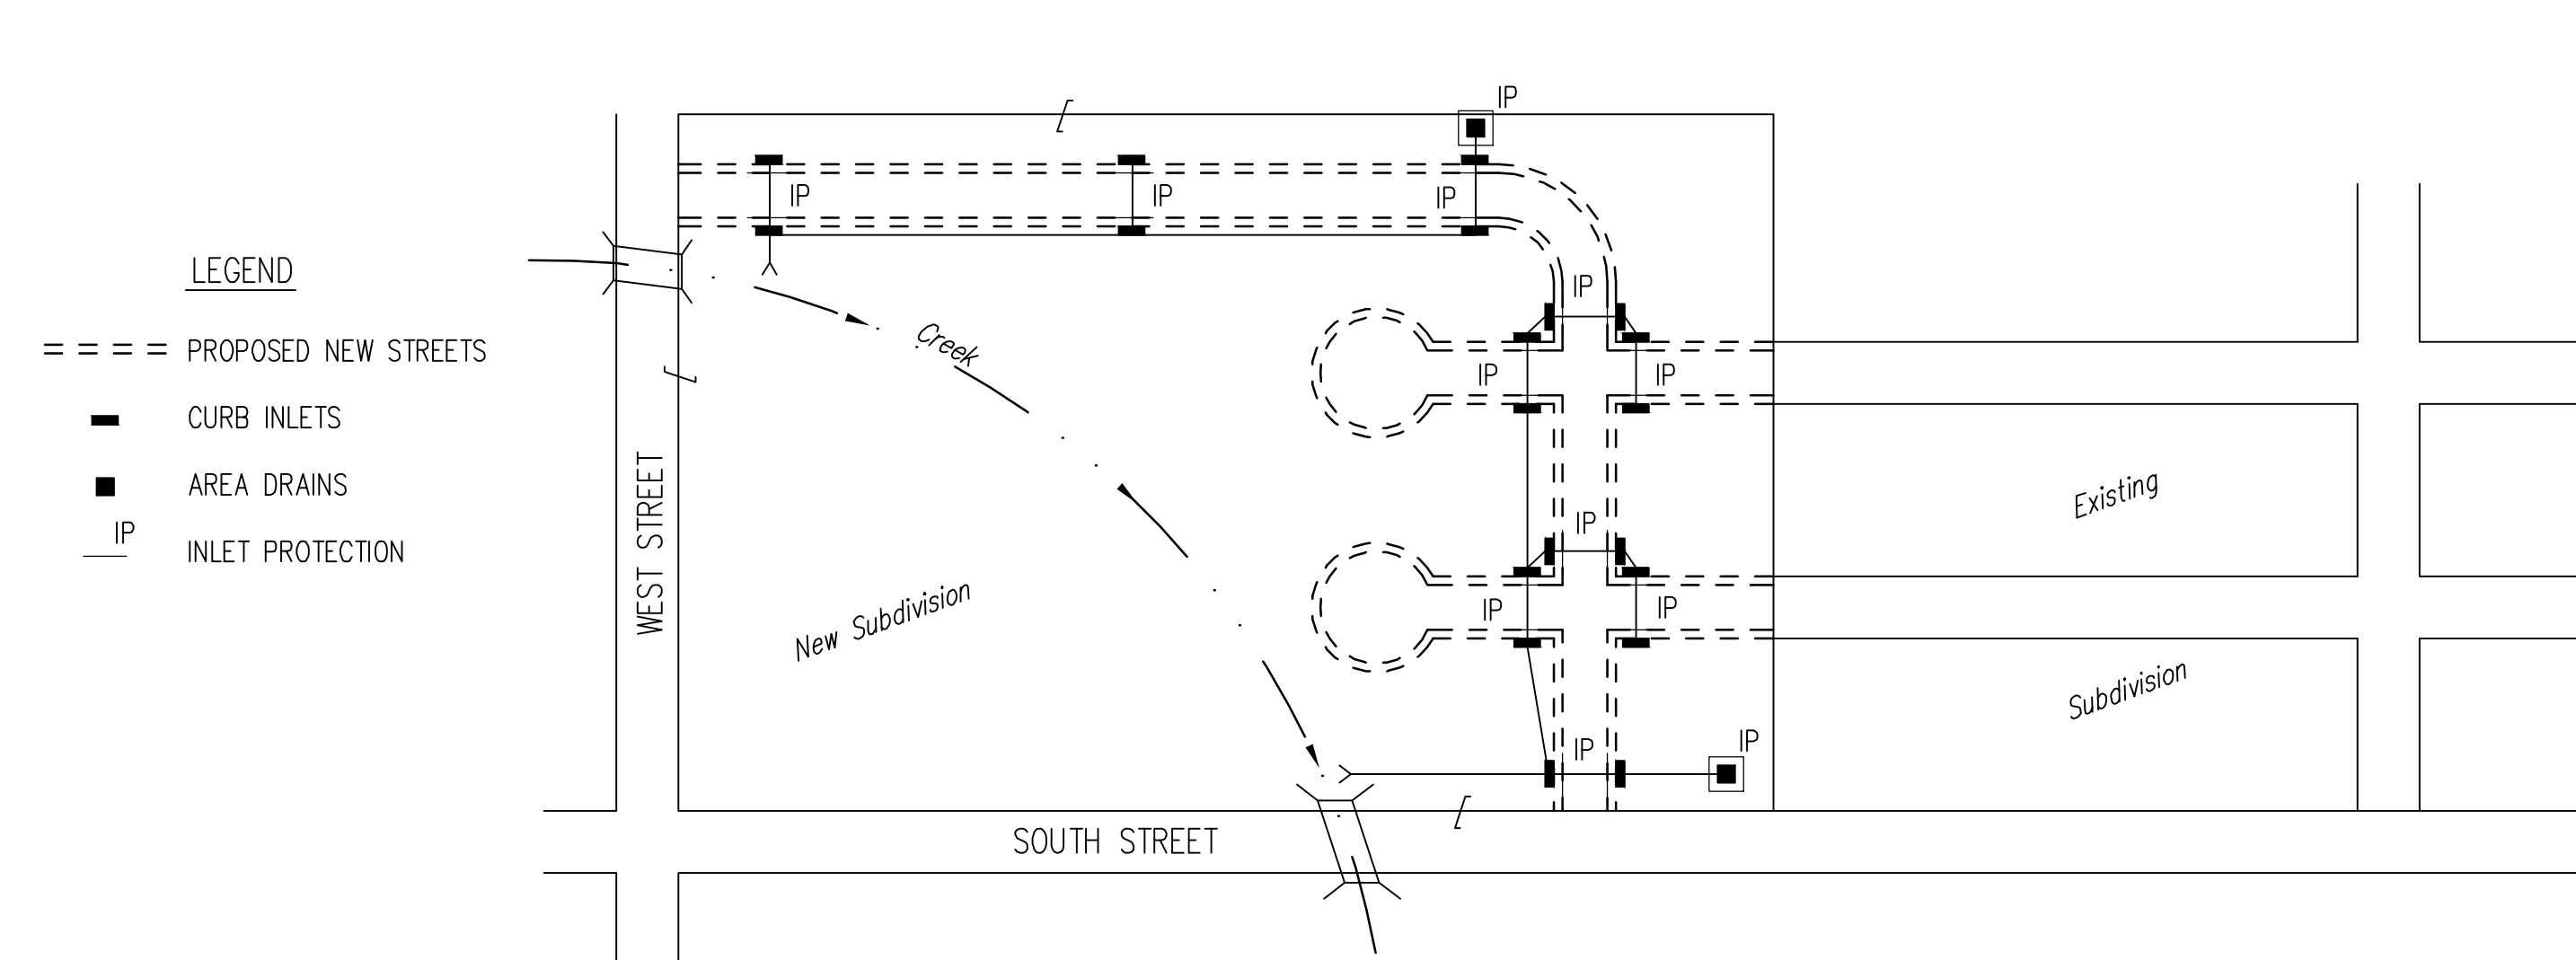 IP
IP
IP
IP
LEGEND
PROPOSED NEW STREETS
CURB INLETS
AREA DRAINS
IP
INLET PROTECTION
WEST STREET
Creek
New Subdivision
IP
IP
IP
IP
IP
IP
IP
IP
Existing
Subdivision
SOUTH STREET